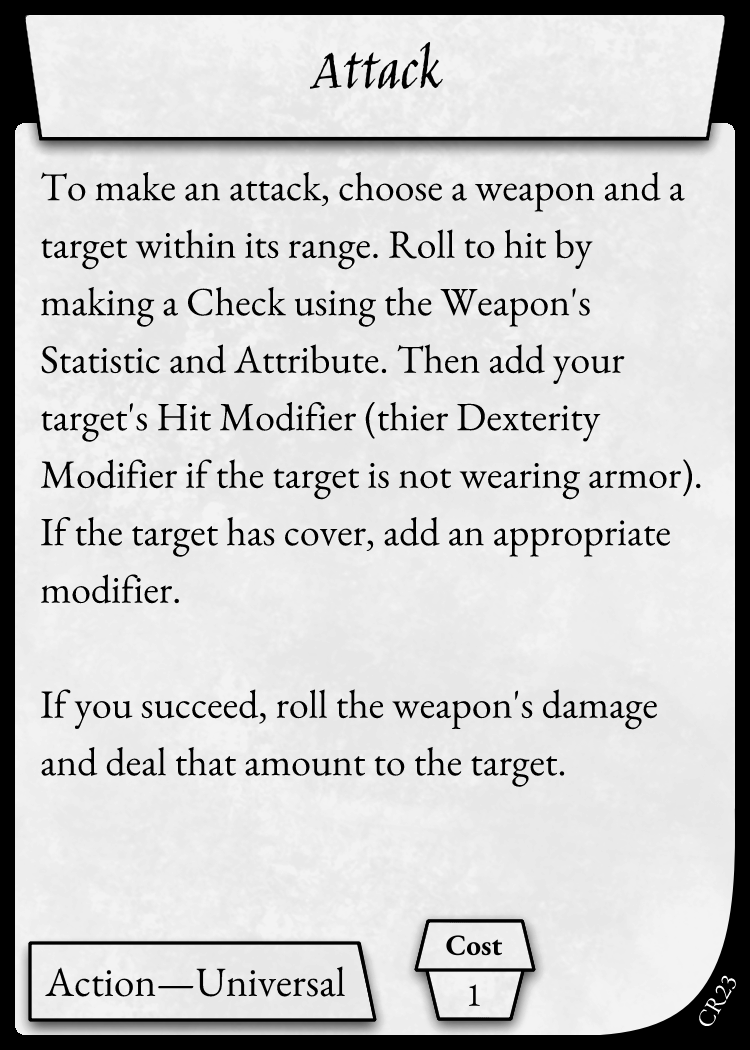 Attack
To make an attack, choose a weapon and a
target within its range. Roll to hit by
making a Check using the Weapon's
Statistic and Attribute. Then add your
target's Hit Modifier (thier Dexterity
Modifier if the target is not wearing armor).
If the target has cover, add an appropriate
modifier.
If you succeed, roll the weapon's damage
and deal that amount to the target.
Action—Universal
Cost
1
CR23